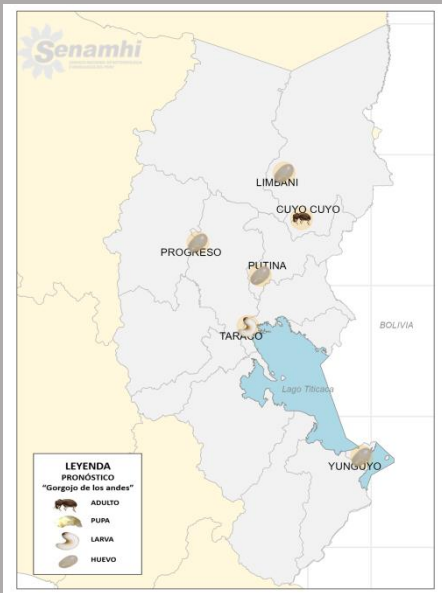 Senamhi
LIMBANI
CUYO CUYO
PROGRESO
PUTINA
TARACO
BOLIVIA
Lago Titicaca
YUNGUYO
LEYENDA
PRONÓSTICO
"Gorgojo de los andes"
ADULTO
PUPA
LARVA
HUEVO